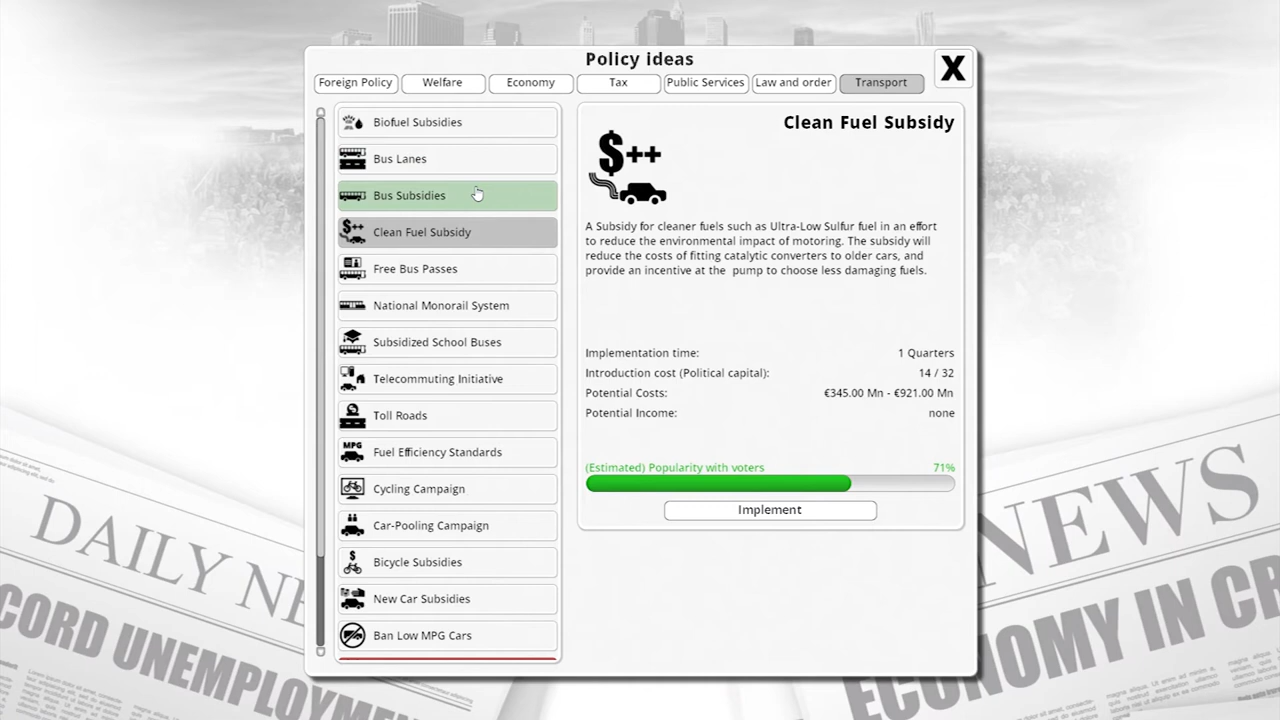 Policy ideas
X
Foreign Policy
Welfare
Economy
Tax
Public Services
Law and order
Transport
Biofuel Subsidies
Bus Lanes
Bus Subsidies
$++
Clean Fuel Subsidy
Free Bus Passes
National Monorail System
Subsidized School Buses
Telecommuting Initiative
Toll Roads
MPG
Fuel Efficiency Standards
Cycling Campaign
Car-Pooling Campaign
$
Bicycle Subsidies
New Car Subsidies
Ban Low MPG Cars
Clean Fuel Subsidy
$++
A Subsidy for cleaner fuels such as Ultra-Low Sulfur fuel in an effort
to reduce the environmental impact of motoring. The subsidy will
reduce the costs of fitting catalytic converters to older cars, and
provide an incentive at the pump to choose less damaging fuels.
Implementation time: 1 Quarters
Introduction cost (Political capital): 14 / 32
Potential Costs: €345.00 Mn - €921.00 Mn
Potential Income: none
(Estimated) Popularity with voters 71%
Implement
DAILY NE
CORD UNEMPLOYM
NEWS
ECONOMY IN CR